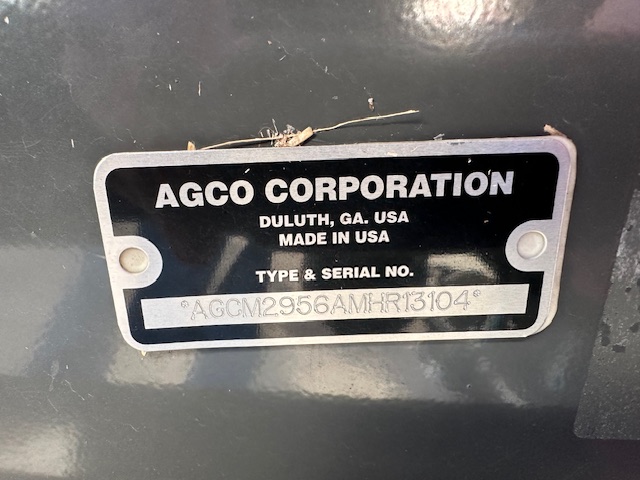 AGCO CORPORATION
DULUTH, GA. USA
MADE IN USA
TYPE & SERIAL NO.
*AGCM2956AMHR13104*